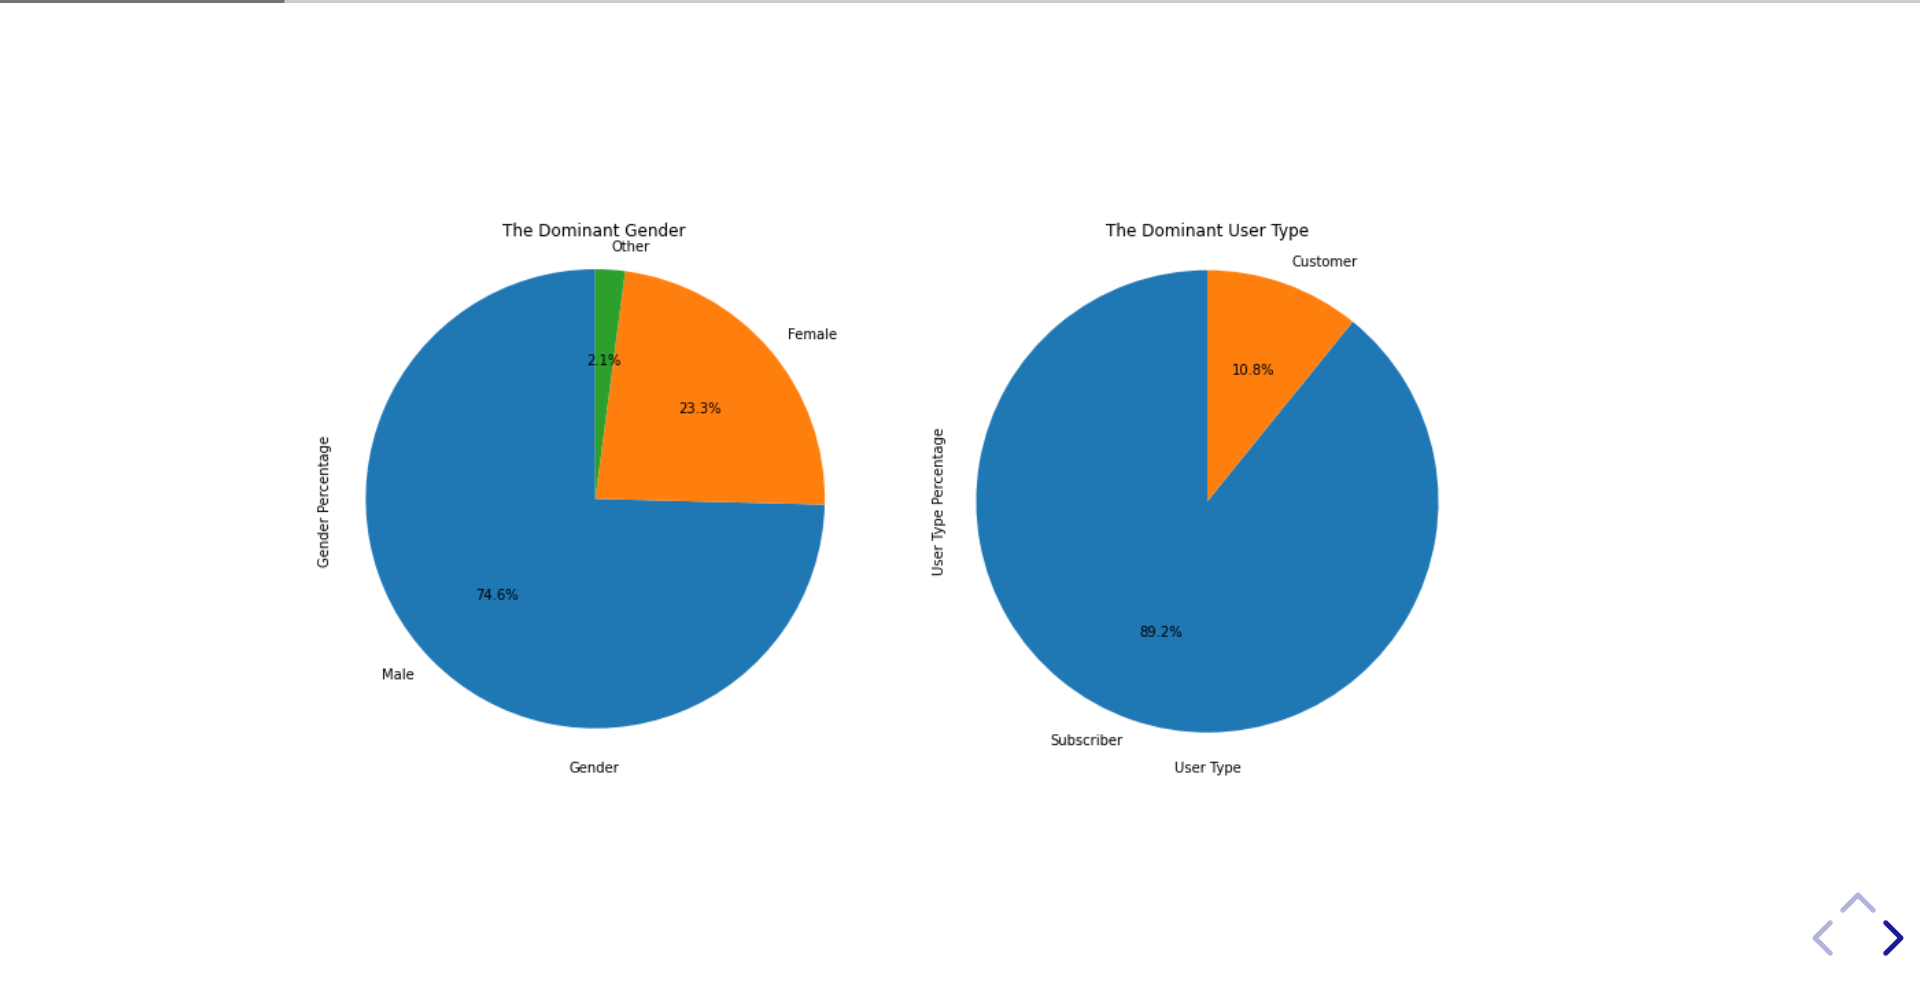 The Dominant Gender
Other
Female
2.1%
23.3%
Gender Percentage
74.6%
Male
Gender
The Dominant User Type
Customer
10.8%
User Type Percentage
89.2%
Subscriber
User Type